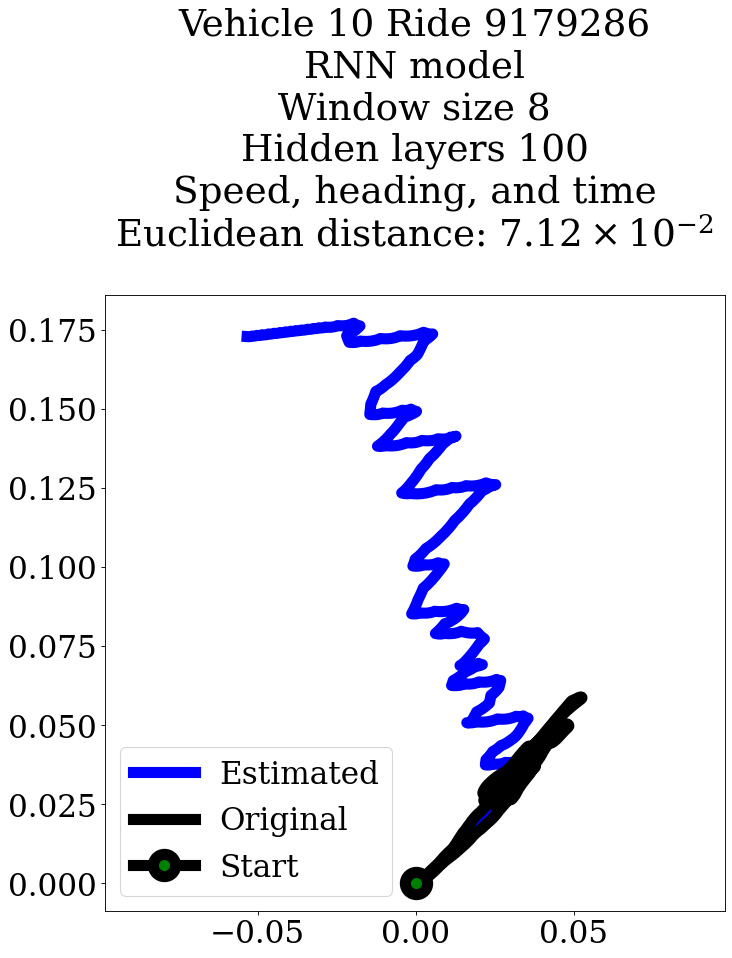 Vehicle 10 Ride 9179286
RNN model
Window size 8
Hidden layers 100
Speed, heading, and time
Euclidean distance: 7.12 × 10⁻²
0.175
0.150
0.125
0.100
0.075
0.050
0.025
0.000
Estimated
Original
Start
−0.05 0.00 0.05